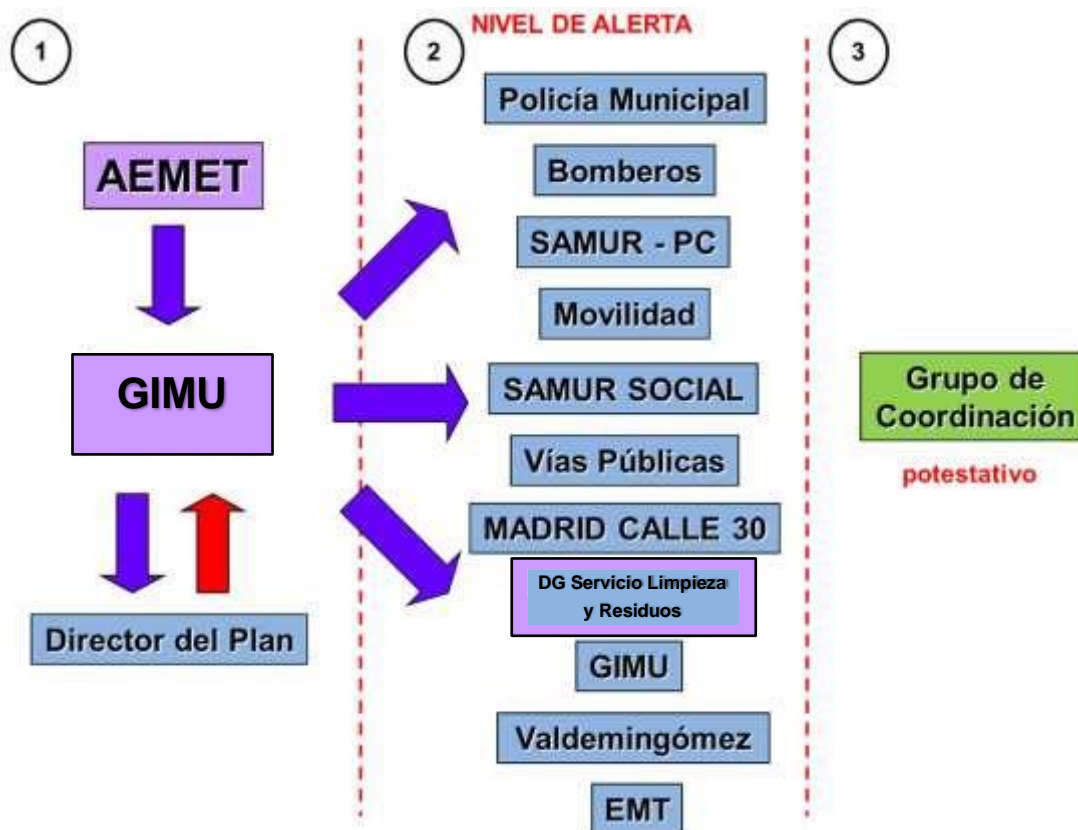 NIVEL DE ALERTA
1
AEMET
GIMU
Director del Plan
2
Policía Municipal
Bomberos
SAMUR - PC
Movilidad
SAMUR SOCIAL
Vías Públicas
MADRID CALLE 30
DG Servicio Limpieza
y Residuos
GIMU
Valdemingómez
EMT
3
Grupo de
Coordinación
potestativo